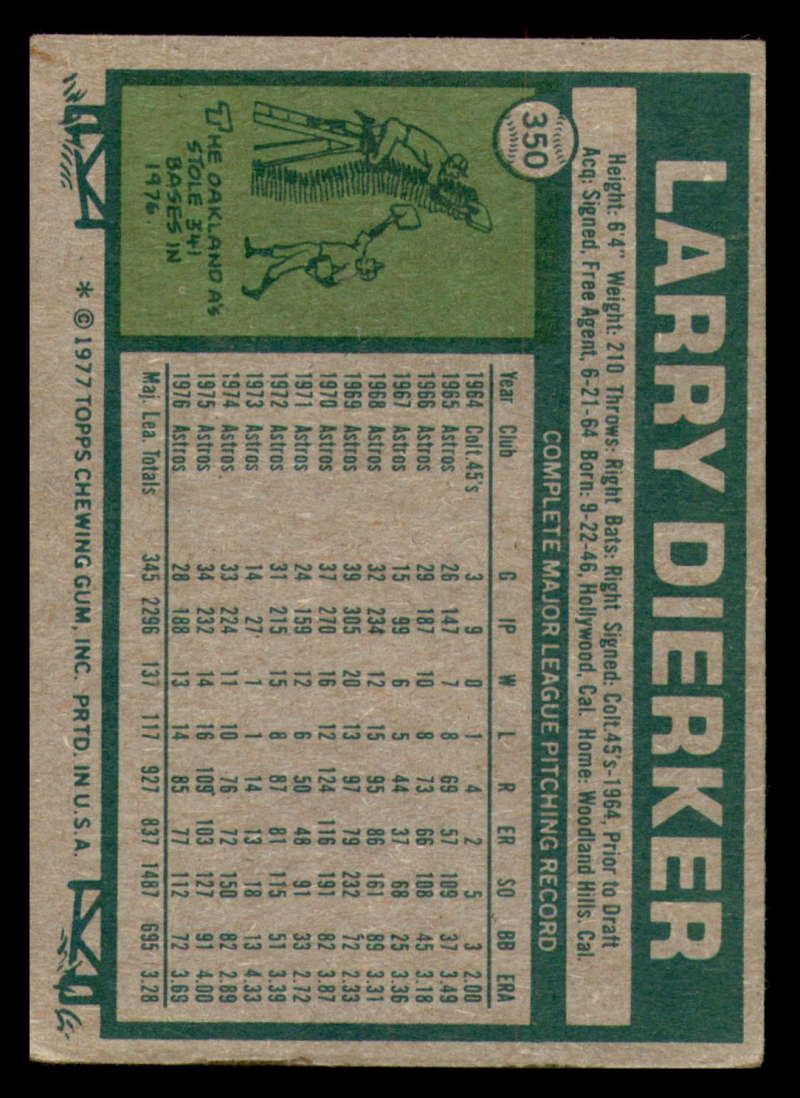 350
LARRY DIERKER
Height: 6'4" Weight: 210 Throws: Right Bats: Right Signed: Colt.45's-1964, Prior to Draft
Acq: Signed, Free Agent, 6-21-64 Born: 9-22-46, Hollywood, Cal. Home: Woodland Hills, Cal.
THE OAKLAND A's
STOLE 341
BASES IN
1976
COMPLETE MAJOR LEAGUE PITCHING RECORD
Year Club G IP W L R ER SO BB ERA
1964 Colt.45's 3 9 0 1 4 2 5 3 2.00
1965 Astros 26 147 7 8 69 57 109 37 3.49
1966 Astros 29 187 10 8 73 66 108 45 3.18
1967 Astros 15 99 6 5 44 37 68 25 3.36
1968 Astros 32 234 12 15 95 86 161 89 3.31
1969 Astros 39 305 20 13 97 79 232 72 2.33
1970 Astros 37 270 16 12 124 116 191 82 3.87
1971 Astros 24 159 12 6 50 48 91 33 2.72
1972 Astros 31 215 15 8 87 81 115 51 3.39
1973 Astros 14 27 1 1 14 13 18 13 4.33
1974 Astros 33 224 11 10 76 72 150 82 2.89
1975 Astros 34 232 14 16 109 103 127 91 4.00
1976 Astros 28 188 13 14 85 77 112 72 3.69
Maj. Lea. Totals 345 2296 137 117 927 837 1487 695 3.28
* © 1977 TOPPS CHEWING GUM, INC. PRTD. IN U.S.A.